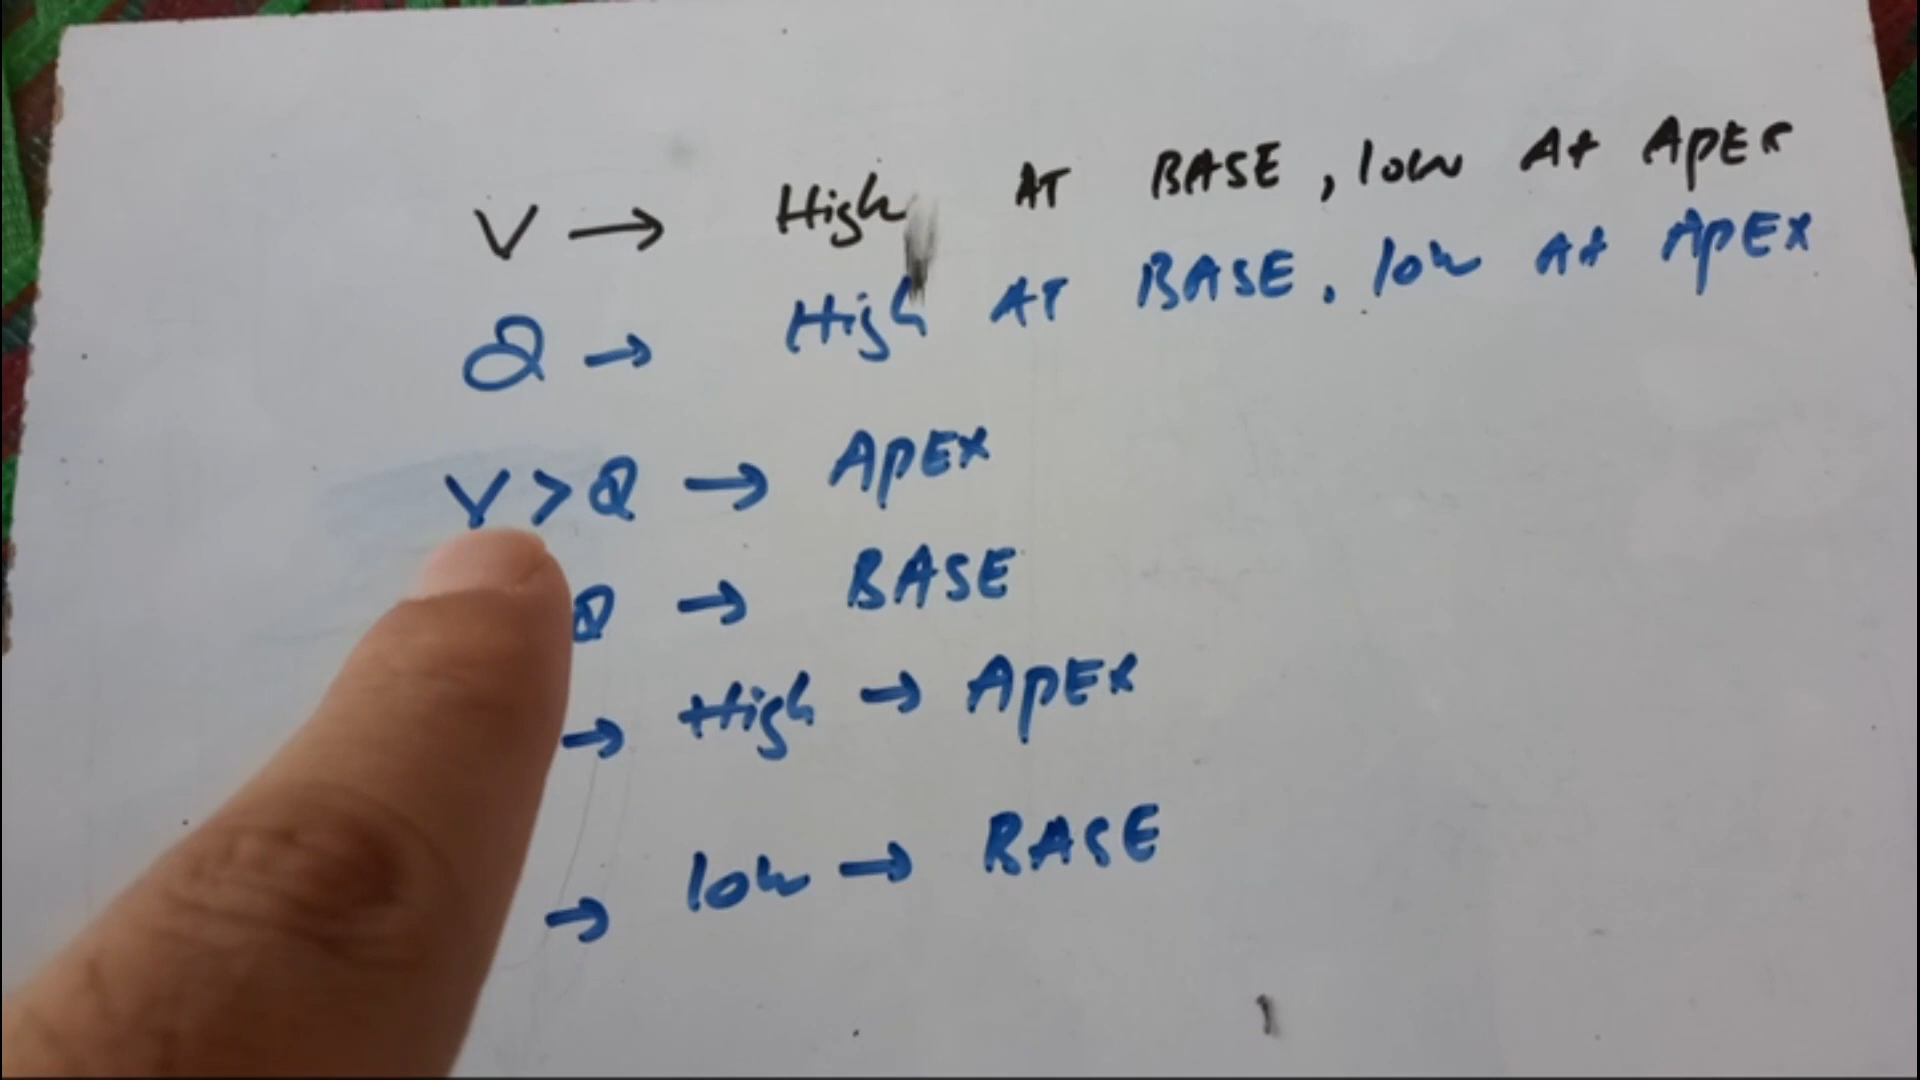 V → High AT BASE, low At APEX
Q → High AT BASE, low At APEX
V > Q → APEX
Q → BASE
→ High → APEX
→ low → BASE